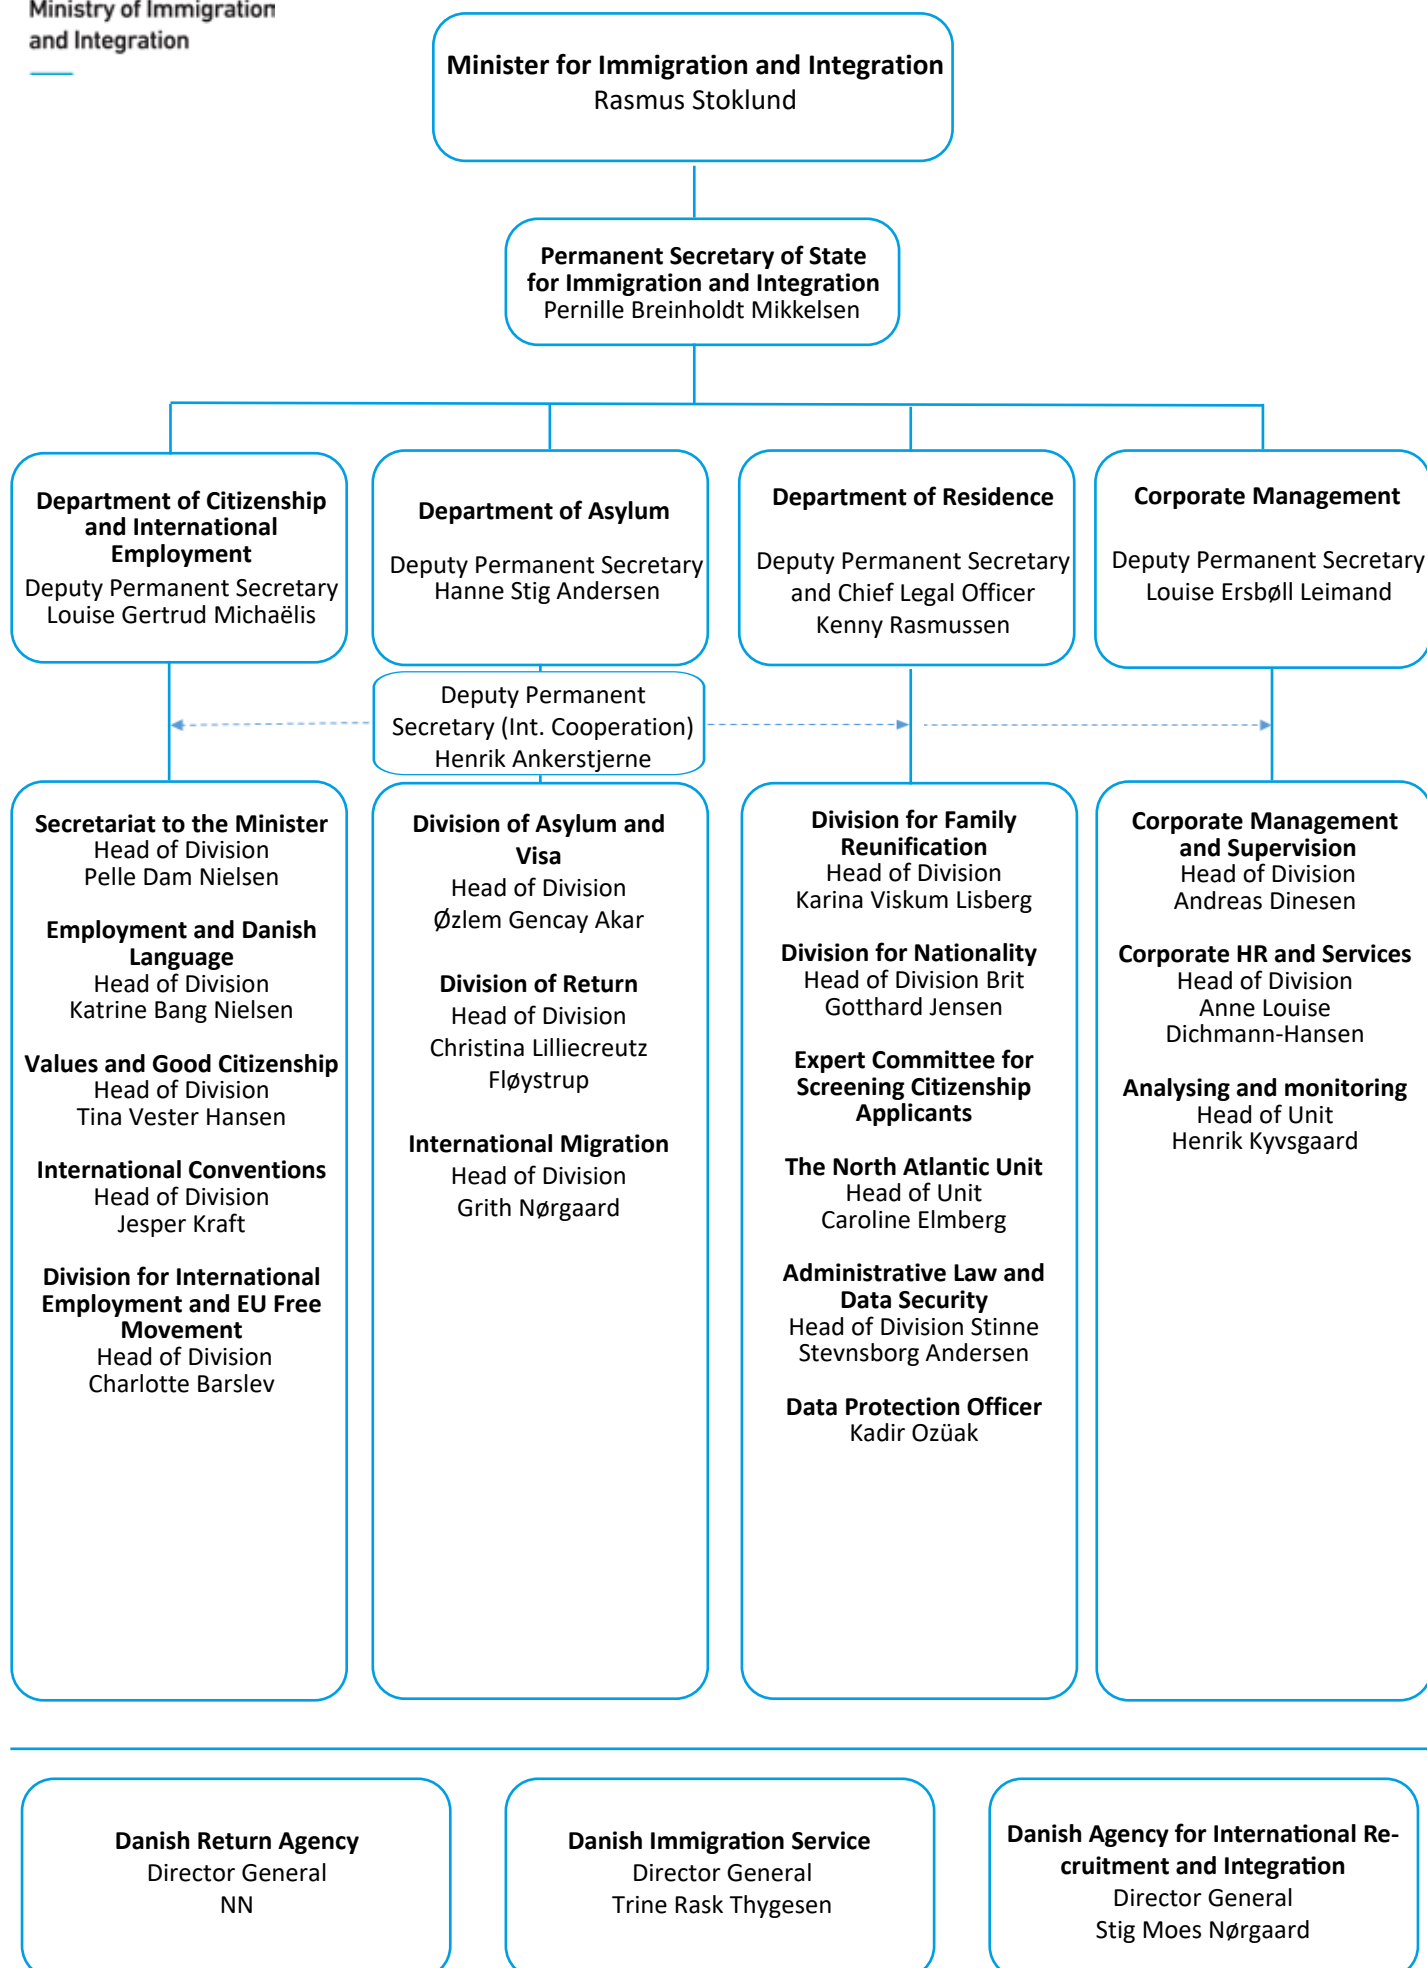 Ministry of Immigration
and Integration
Minister for Immigration and Integration
Rasmus Stoklund
Permanent Secretary of State
for Immigration and Integration
Pernille Breinholdt Mikkelsen
Department of Citizenship
and International
Employment
Deputy Permanent Secretary
Louise Gertrud Michaëlis
Department of Asylum
Deputy Permanent Secretary
Hanne Stig Andersen
Department of Residence
Deputy Permanent Secretary
and Chief Legal Officer
Kenny Rasmussen
Corporate Management
Deputy Permanent Secretary
Louise Ersbøll Leimand
Deputy Permanent
Secretary (Int. Cooperation)
Henrik Ankerstjerne
Secretariat to the Minister
Head of Division
Pelle Dam Nielsen
Employment and Danish
Language
Head of Division
Katrine Bang Nielsen
Values and Good Citizenship
Head of Division
Tina Vester Hansen
International Conventions
Head of Division
Jesper Kraft
Division for International
Employment and EU Free
Movement
Head of Division
Charlotte Barslev
Division of Asylum and
Visa
Head of Division
Øzlem Gencay Akar
Division of Return
Head of Division
Christina Lilliecreutz
Fløystrup
International Migration
Head of Division
Grith Nørgaard
Division for Family
Reunification
Head of Division
Karina Viskum Lisberg
Division for Nationality
Head of Division Brit
Gotthard Jensen
Expert Committee for
Screening Citizenship
Applicants
The North Atlantic Unit
Head of Unit
Caroline Elmberg
Administrative Law and
Data Security
Head of Division Stinne
Stevnsborg Andersen
Data Protection Officer
Kadir Ozüak
Corporate Management
and Supervision
Head of Division
Andreas Dinesen
Corporate HR and Services
Head of Division
Anne Louise
Dichmann-Hansen
Analysing and monitoring
Head of Unit
Henrik Kyvsgaard
Danish Return Agency
Director General
NN
Danish Immigration Service
Director General
Trine Rask Thygesen
Danish Agency for International Re-
cruitment and Integration
Director General
Stig Moes Nørgaard